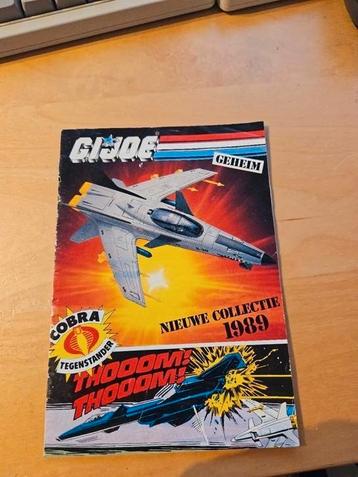 G.I.JOE
GEHEIM
NIEUWE COLLECTIE
1989
COBRA
TEGENSTANDER
THOOOM!
THOOOM!